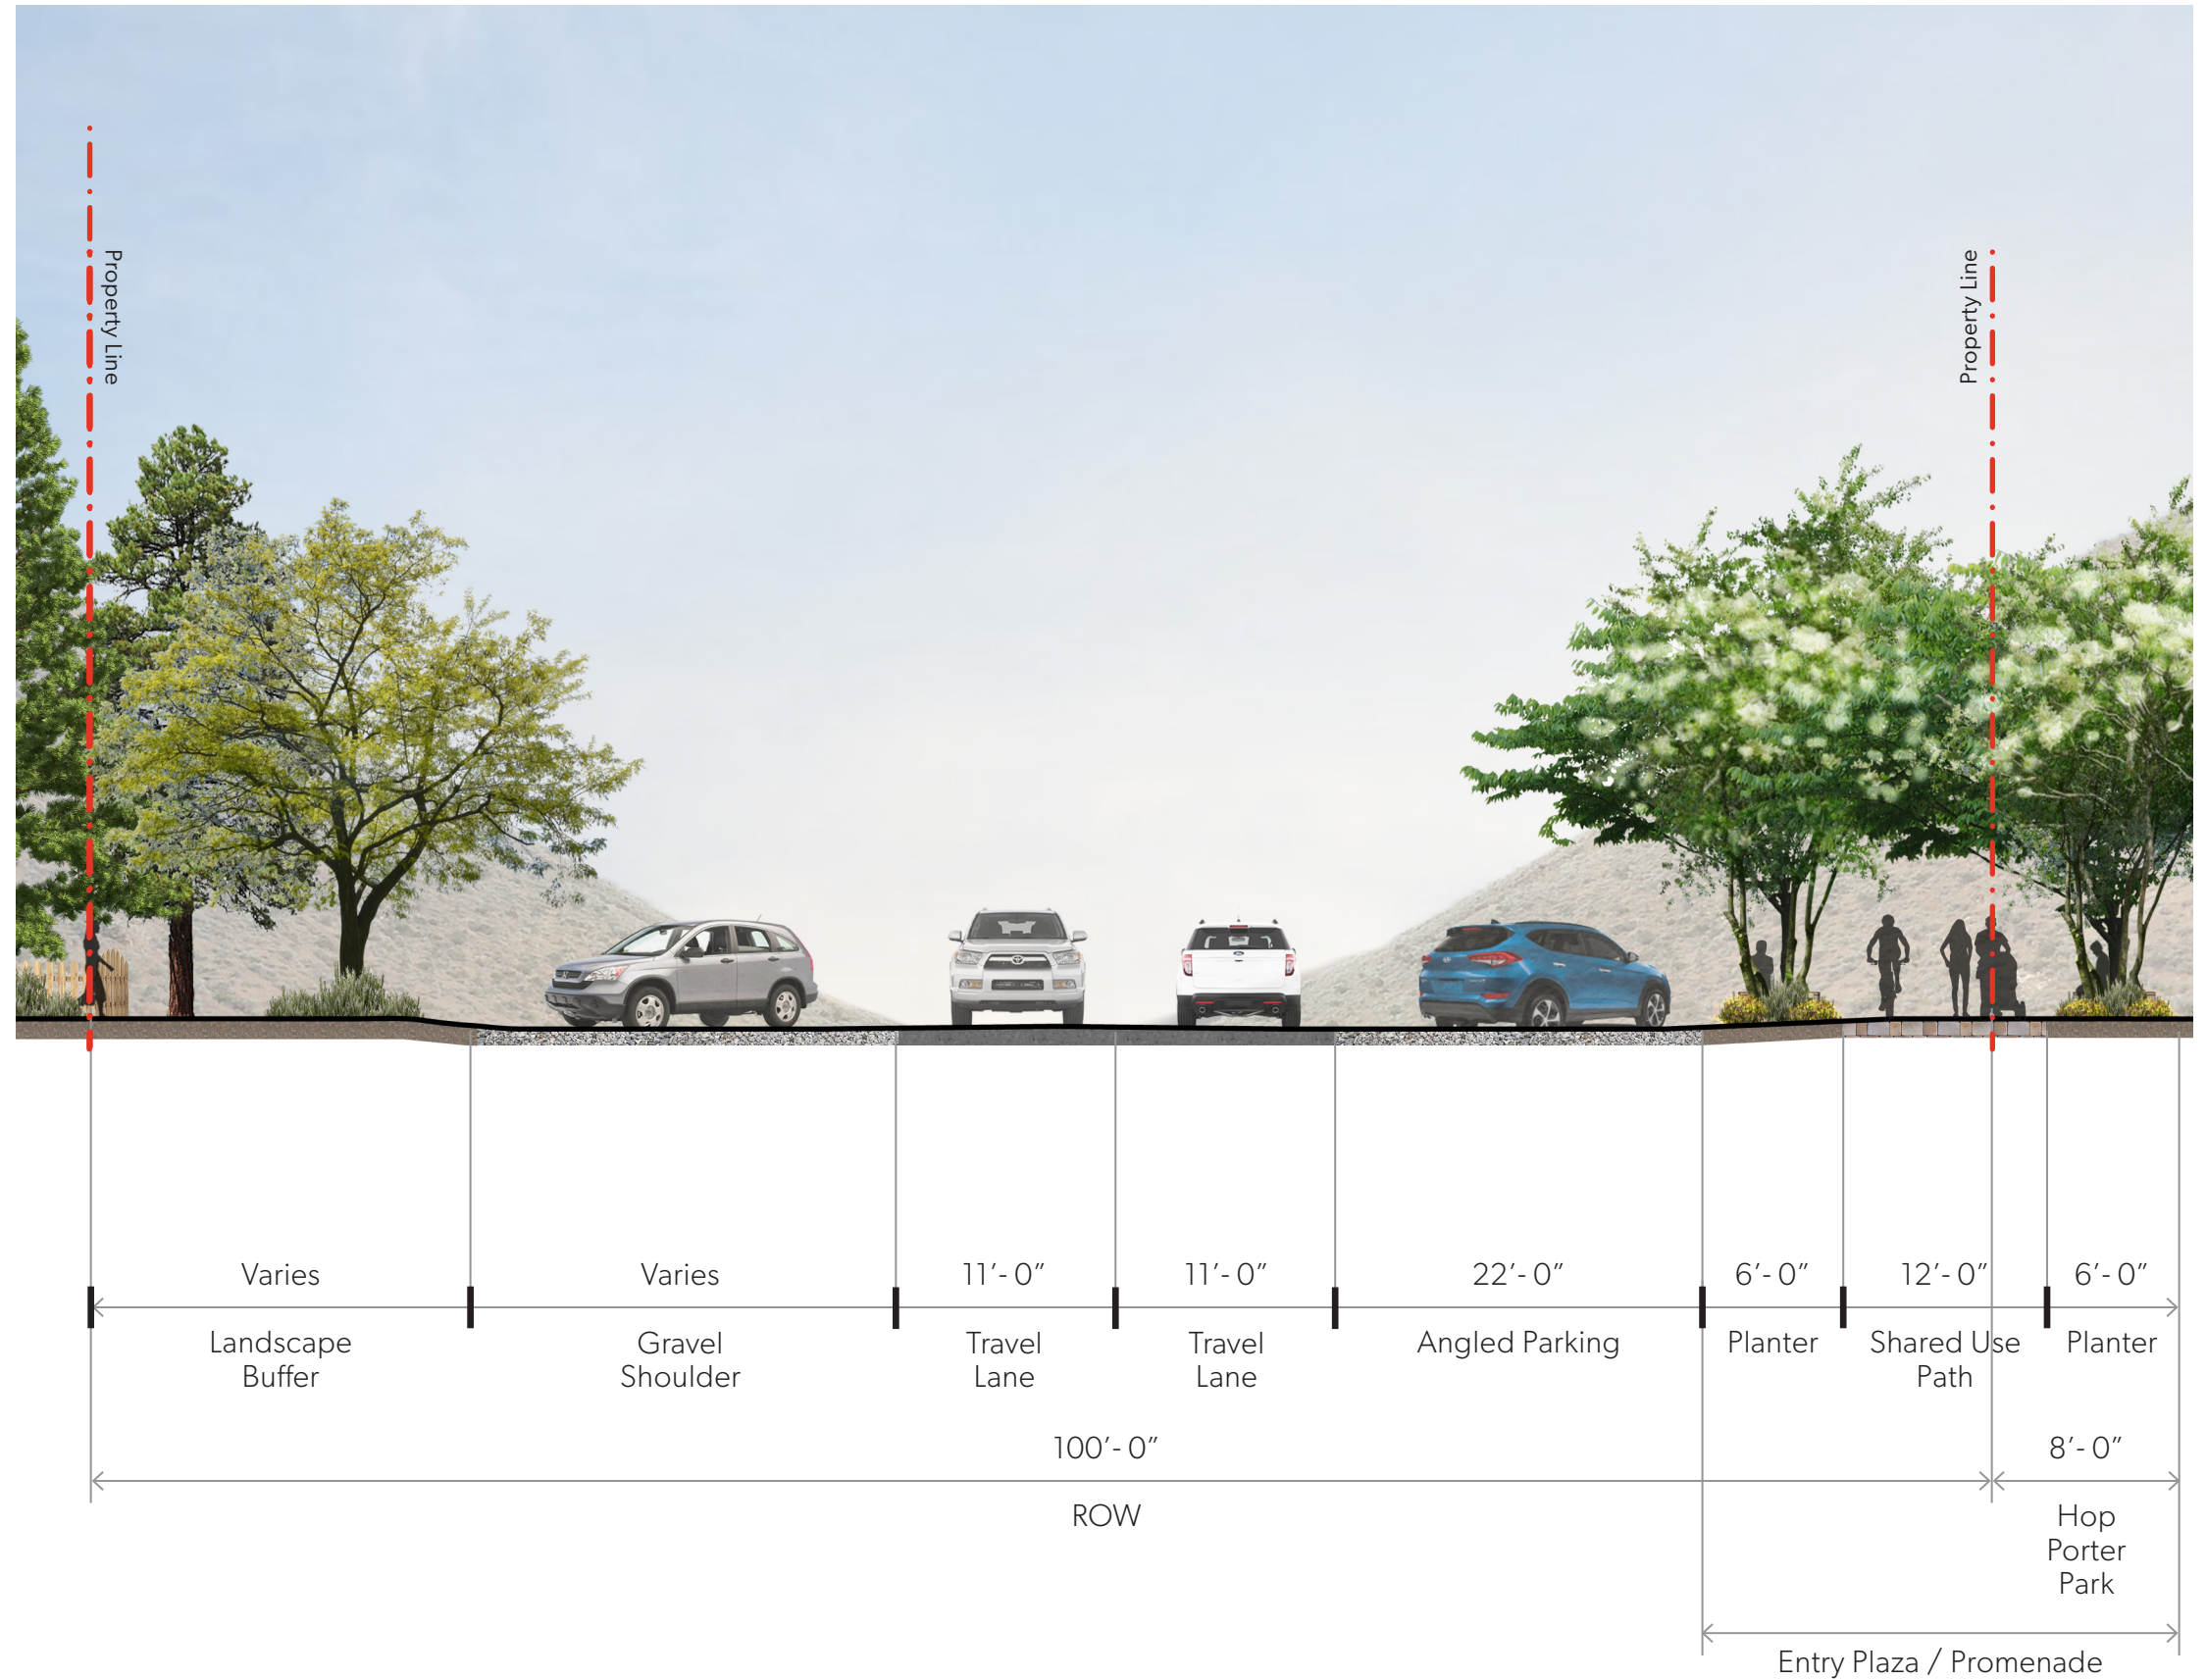 Property Line
Property Line
Varies
Varies
11’- 0”
11’- 0”
22’- 0”
6’- 0”
12’- 0”
6’- 0”
Landscape
Buffer
Gravel
Shoulder
Travel
Lane
Travel
Lane
Angled Parking
Planter
Shared Use
Path
Planter
100’- 0”
8’- 0”
ROW
Hop
Porter
Park
Entry Plaza / Promenade